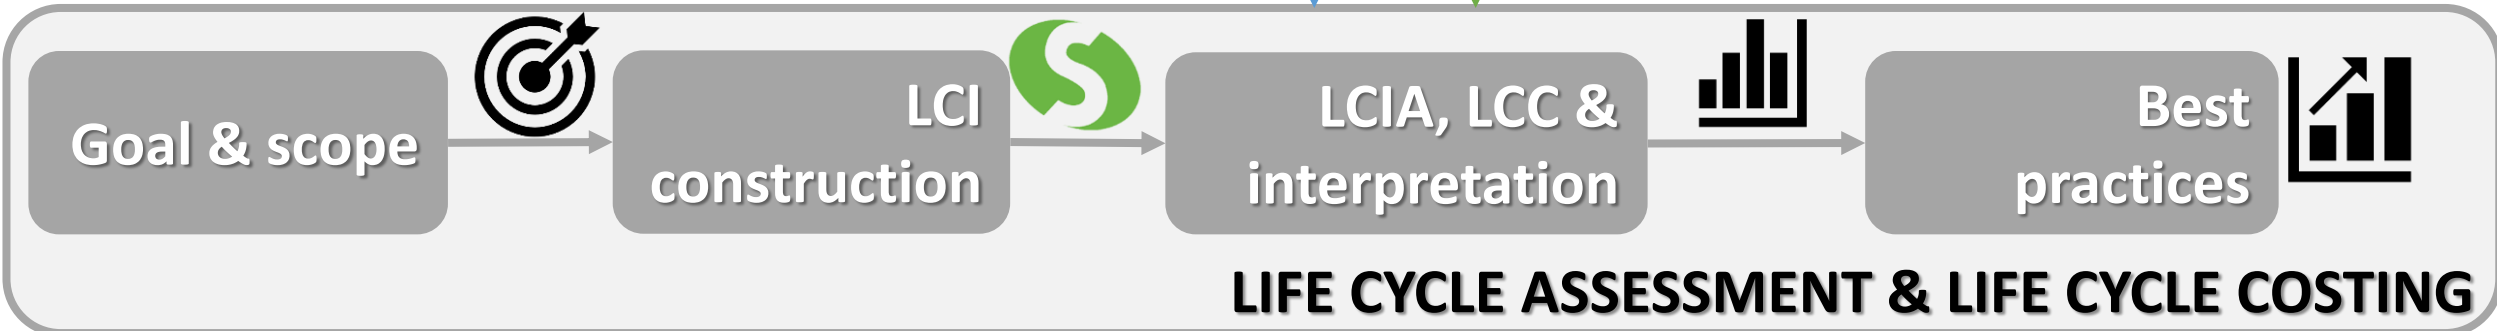 Goal & scope
LCI
construction
LCIA, LCC &
interpretation
Best
practices
LIFE CYCLE ASSESSMENT & LIFE CYCLE COSTING